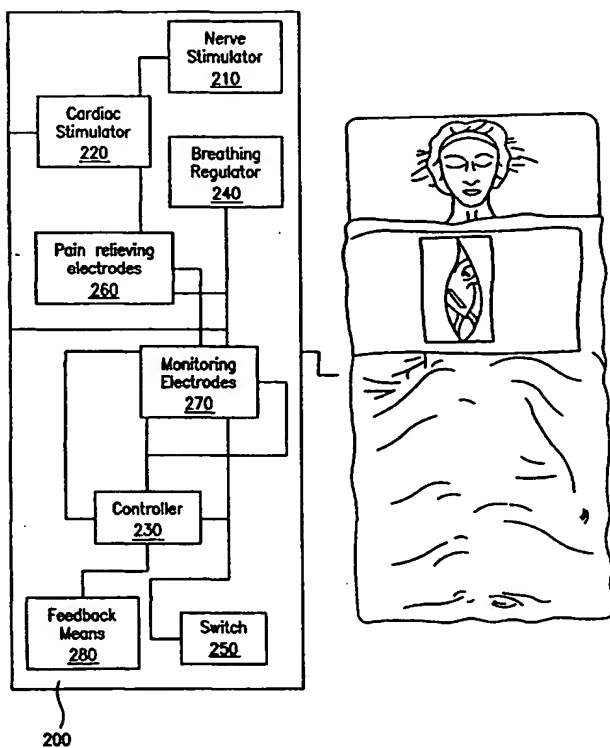 Nerve
Stimulator
210
Cardiac
Stimulator
220
Breathing
Regulator
240
Pain relieving
electrodes
260
Monitoring
Electrodes
270
Controller
230
Feedback
Means
280
Switch
250
200